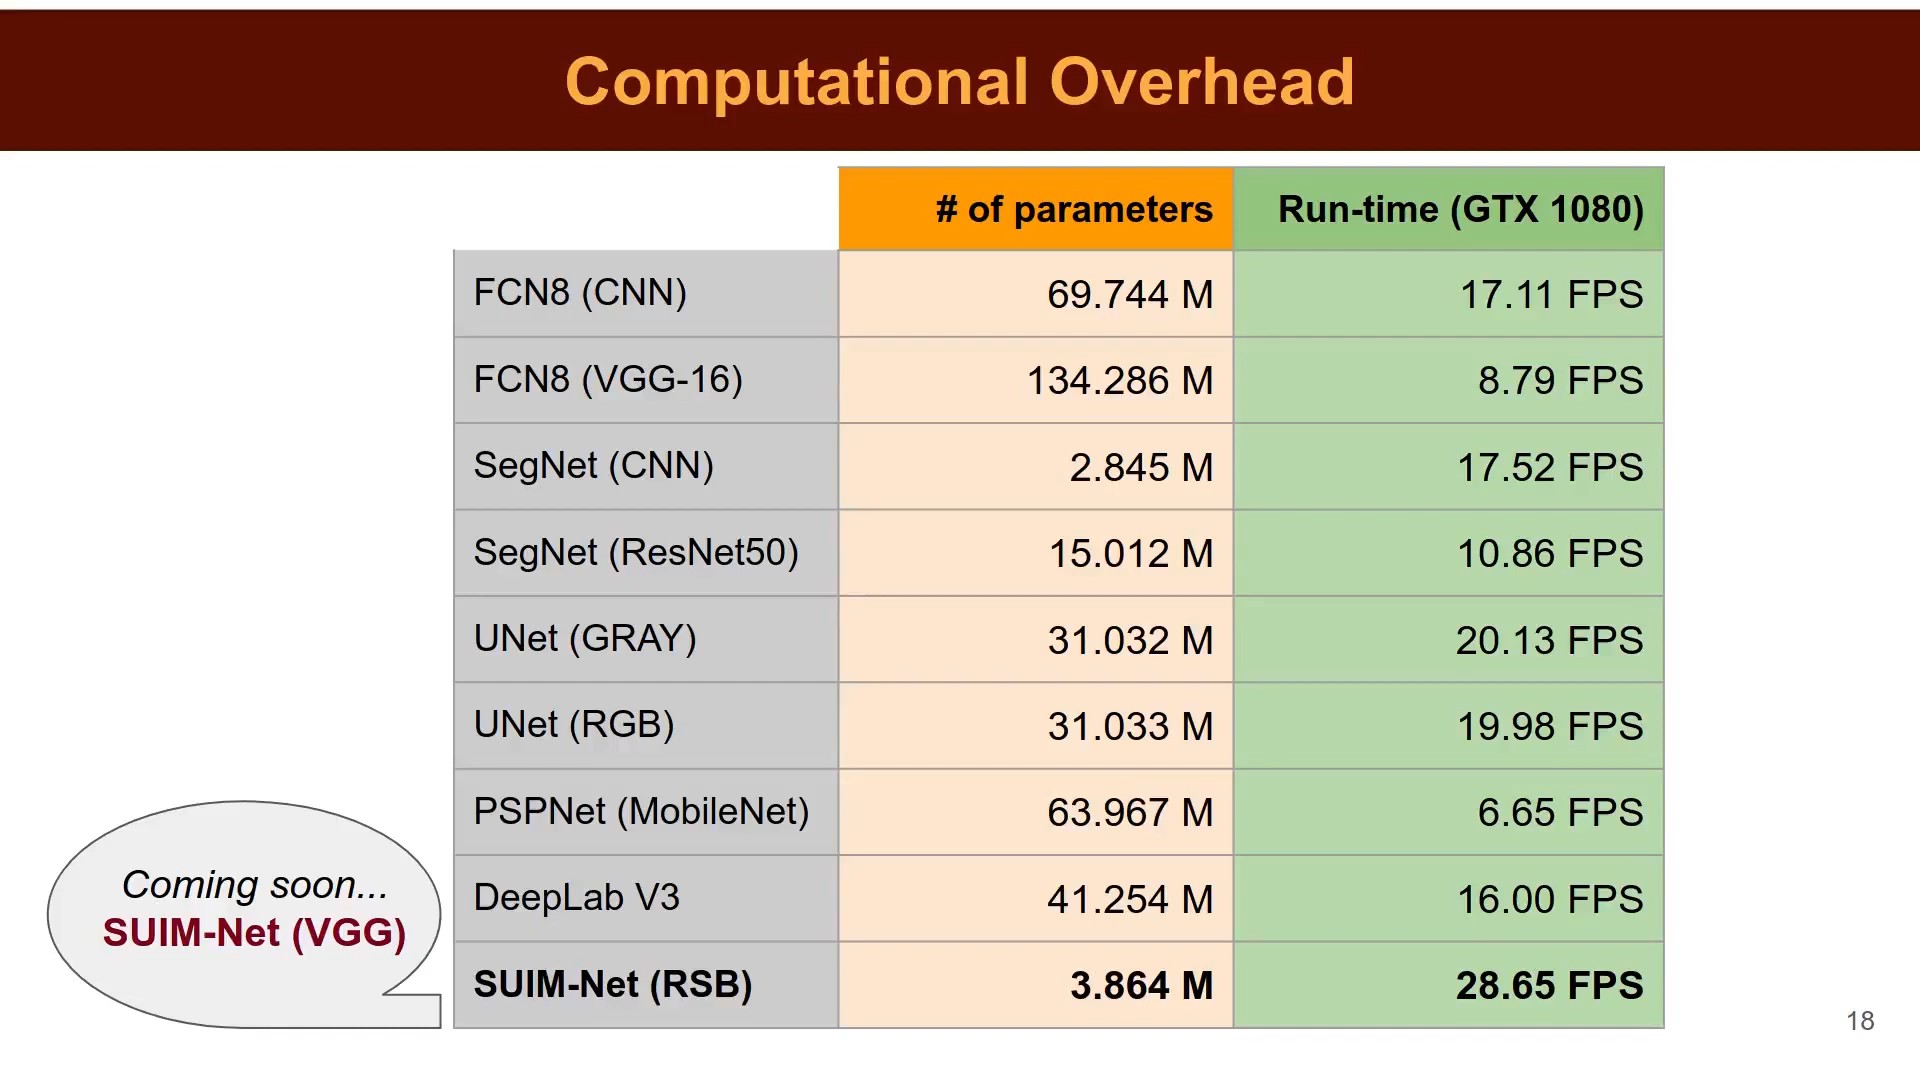 Computational Overhead
# of parameters Run-time (GTX 1080)
FCN8 (CNN) 69.744 M 17.11 FPS
FCN8 (VGG-16) 134.286 M 8.79 FPS
SegNet (CNN) 2.845 M 17.52 FPS
SegNet (ResNet50) 15.012 M 10.86 FPS
UNet (GRAY) 31.032 M 20.13 FPS
UNet (RGB) 31.033 M 19.98 FPS
PSPNet (MobileNet) 63.967 M 6.65 FPS
DeepLab V3 41.254 M 16.00 FPS
SUIM-Net (RSB) 3.864 M 28.65 FPS
Coming soon...
SUIM-Net (VGG)
18